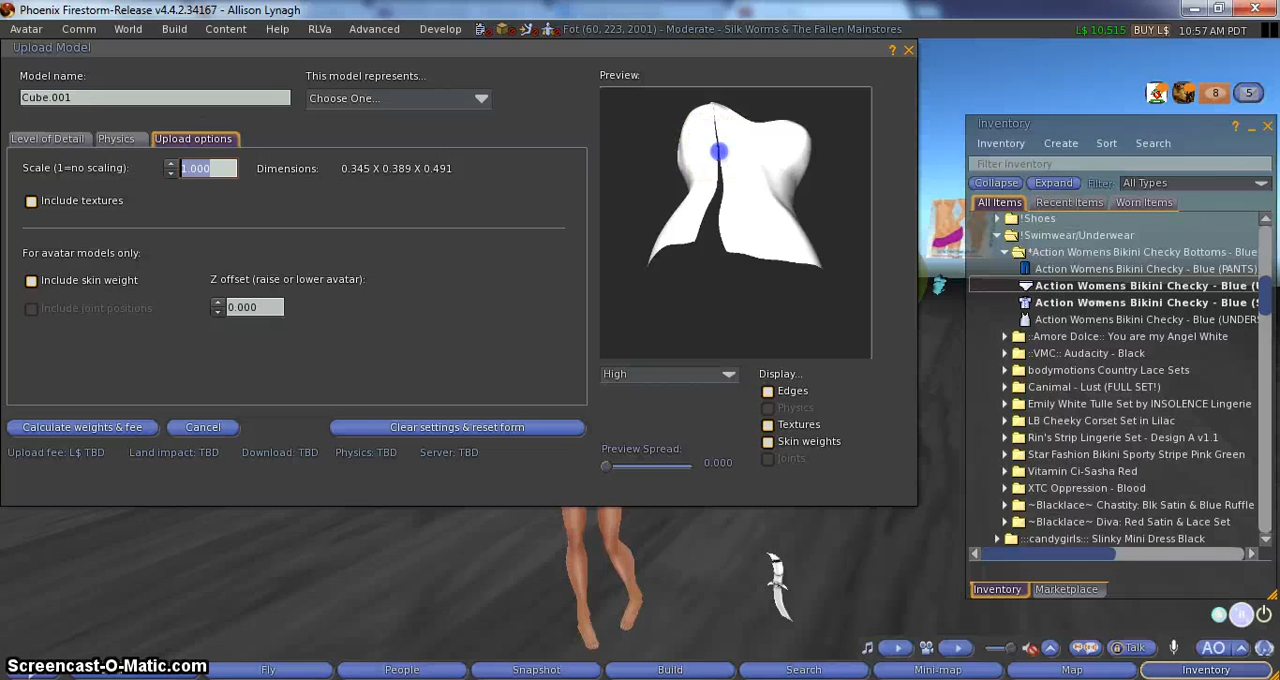 Phoenix Firestorm-Release v4.4.2.34167 - Allison Lynagh
Avatar Comm World Build Content Help RLVa Advanced Develop Fot (60, 223, 2001) - Moderate - Silk Worms & The Fallen Mainstores L$ 10,515 BUY L$ 10:57 AM PDT
Upload Model
?
Model name:
Cube.001
This model represents...
Choose One...
Level of Detail Physics Upload options
Scale (1=no scaling): 1.000 Dimensions: 0.345 X 0.389 X 0.491
Include textures
For avatar models only:
Include skin weight Z offset (raise or lower avatar):
Include joint positions 0.000
Calculate weights & fee Cancel Clear settings & reset form
Upload fee: L$ TBD Land impact: TBD Download: TBD Physics: TBD Server: TBD
Preview:
High
Display...
Edges
Physics
Textures
Skin weights
Joints
Preview Spread: 0.000
8 5
Inventory ?
Inventory Create Sort Search
Filter Inventory
Collapse Expand Filter: All Types
All Items Recent Items Worn Items
!Shoes
!Swimwear/Underwear
*Action Womens Bikini Checky Bottoms - Blue
Action Womens Bikini Checky - Blue (PANTS)
Action Womens Bikini Checky - Blue (U
Action Womens Bikini Checky - Blue (S
Action Womens Bikini Checky - Blue (UNDERS
::Amore Dolce:: You are my Angel White
::VMC:: Audacity - Black
bodymotions Country Lace Sets
Canimal - Lust (FULL SET!)
Emily White Tulle Set by INSOLENCE Lingerie
LB Cheeky Corset Set in Lilac
Rin's Strip Lingerie Set - Design A v1.1
Star Fashion Bikini Sporty Stripe Pink Green
Vitamin Ci-Sasha Red
XTC Oppression - Blood
~Blacklace~ Chastity: Blk Satin & Blue Ruffle
~Blacklace~ Diva: Red Satin & Lace Set
:::candygirls::: Slinky Mini Dress Black
Inventory Marketplace
Talk AO
Screencast-O-Matic.com
Fly People Snapshot Build Search Mini-map Map Inventory